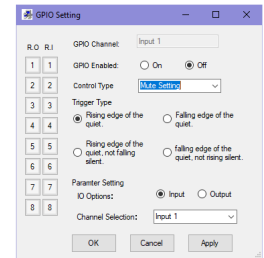 GPIO Setting
R.O R.I
GPIO Channel: Input 1
1 1
GPIO Enabled: On Off
2 2
Control Type Mute Setting
3 3
Trigger Type
4 4
Rising edge of the quiet.
Falling edge of the quiet.
5 5
Rising edge of the quiet, not falling silent.
falling edge of the quiet, not rising silent.
6 6
7 7
Paramter Setting
IO Options: Input Output
8 8
Channel Selection: Input 1
OK Cancel Apply